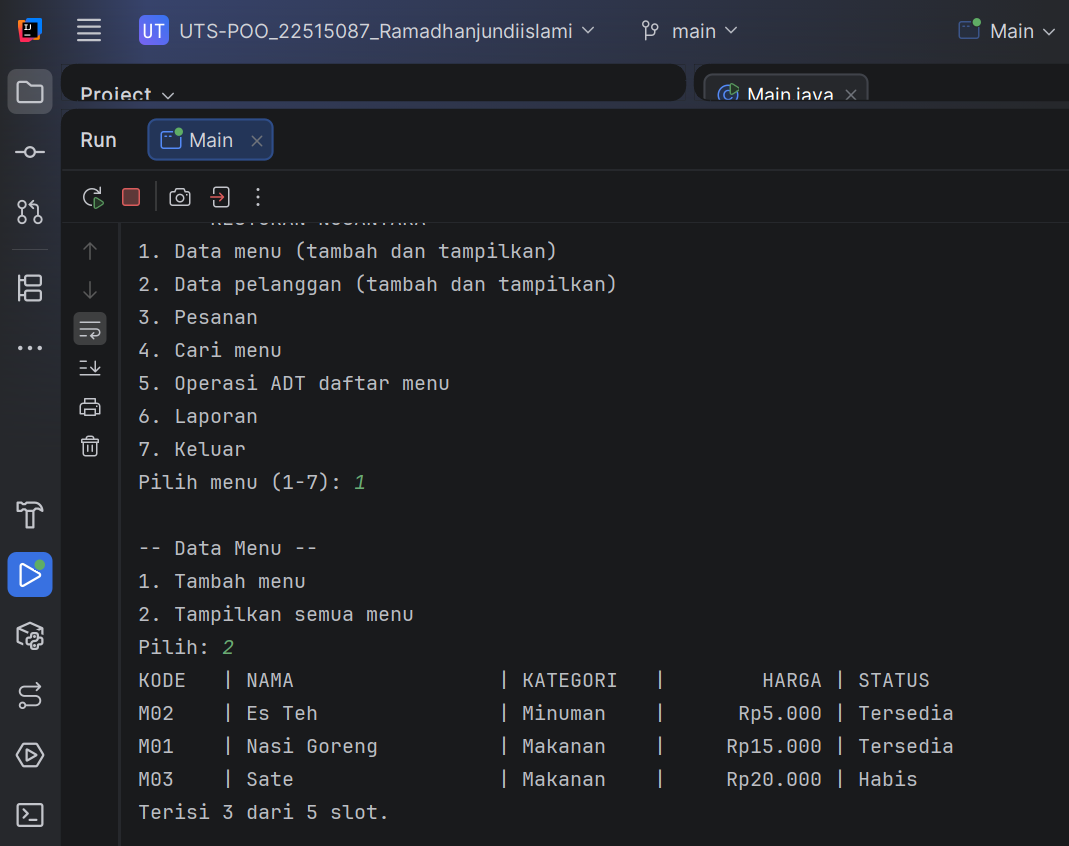 UT UTS-POO_22515087_Ramadhanjundiislami main Main
Project
Main.java
Run Main
RESTORAN NUSANTARA
1. Data menu (tambah dan tampilkan)
2. Data pelanggan (tambah dan tampilkan)
3. Pesanan
4. Cari menu
5. Operasi ADT daftar menu
6. Laporan
7. Keluar
Pilih menu (1-7): 1
-- Data Menu --
1. Tambah menu
2. Tampilkan semua menu
Pilih: 2
KODE | NAMA | KATEGORI | HARGA | STATUS
M02 | Es Teh | Minuman | Rp5.000 | Tersedia
M01 | Nasi Goreng | Makanan | Rp15.000 | Tersedia
M03 | Sate | Makanan | Rp20.000 | Habis
Terisi 3 dari 5 slot.